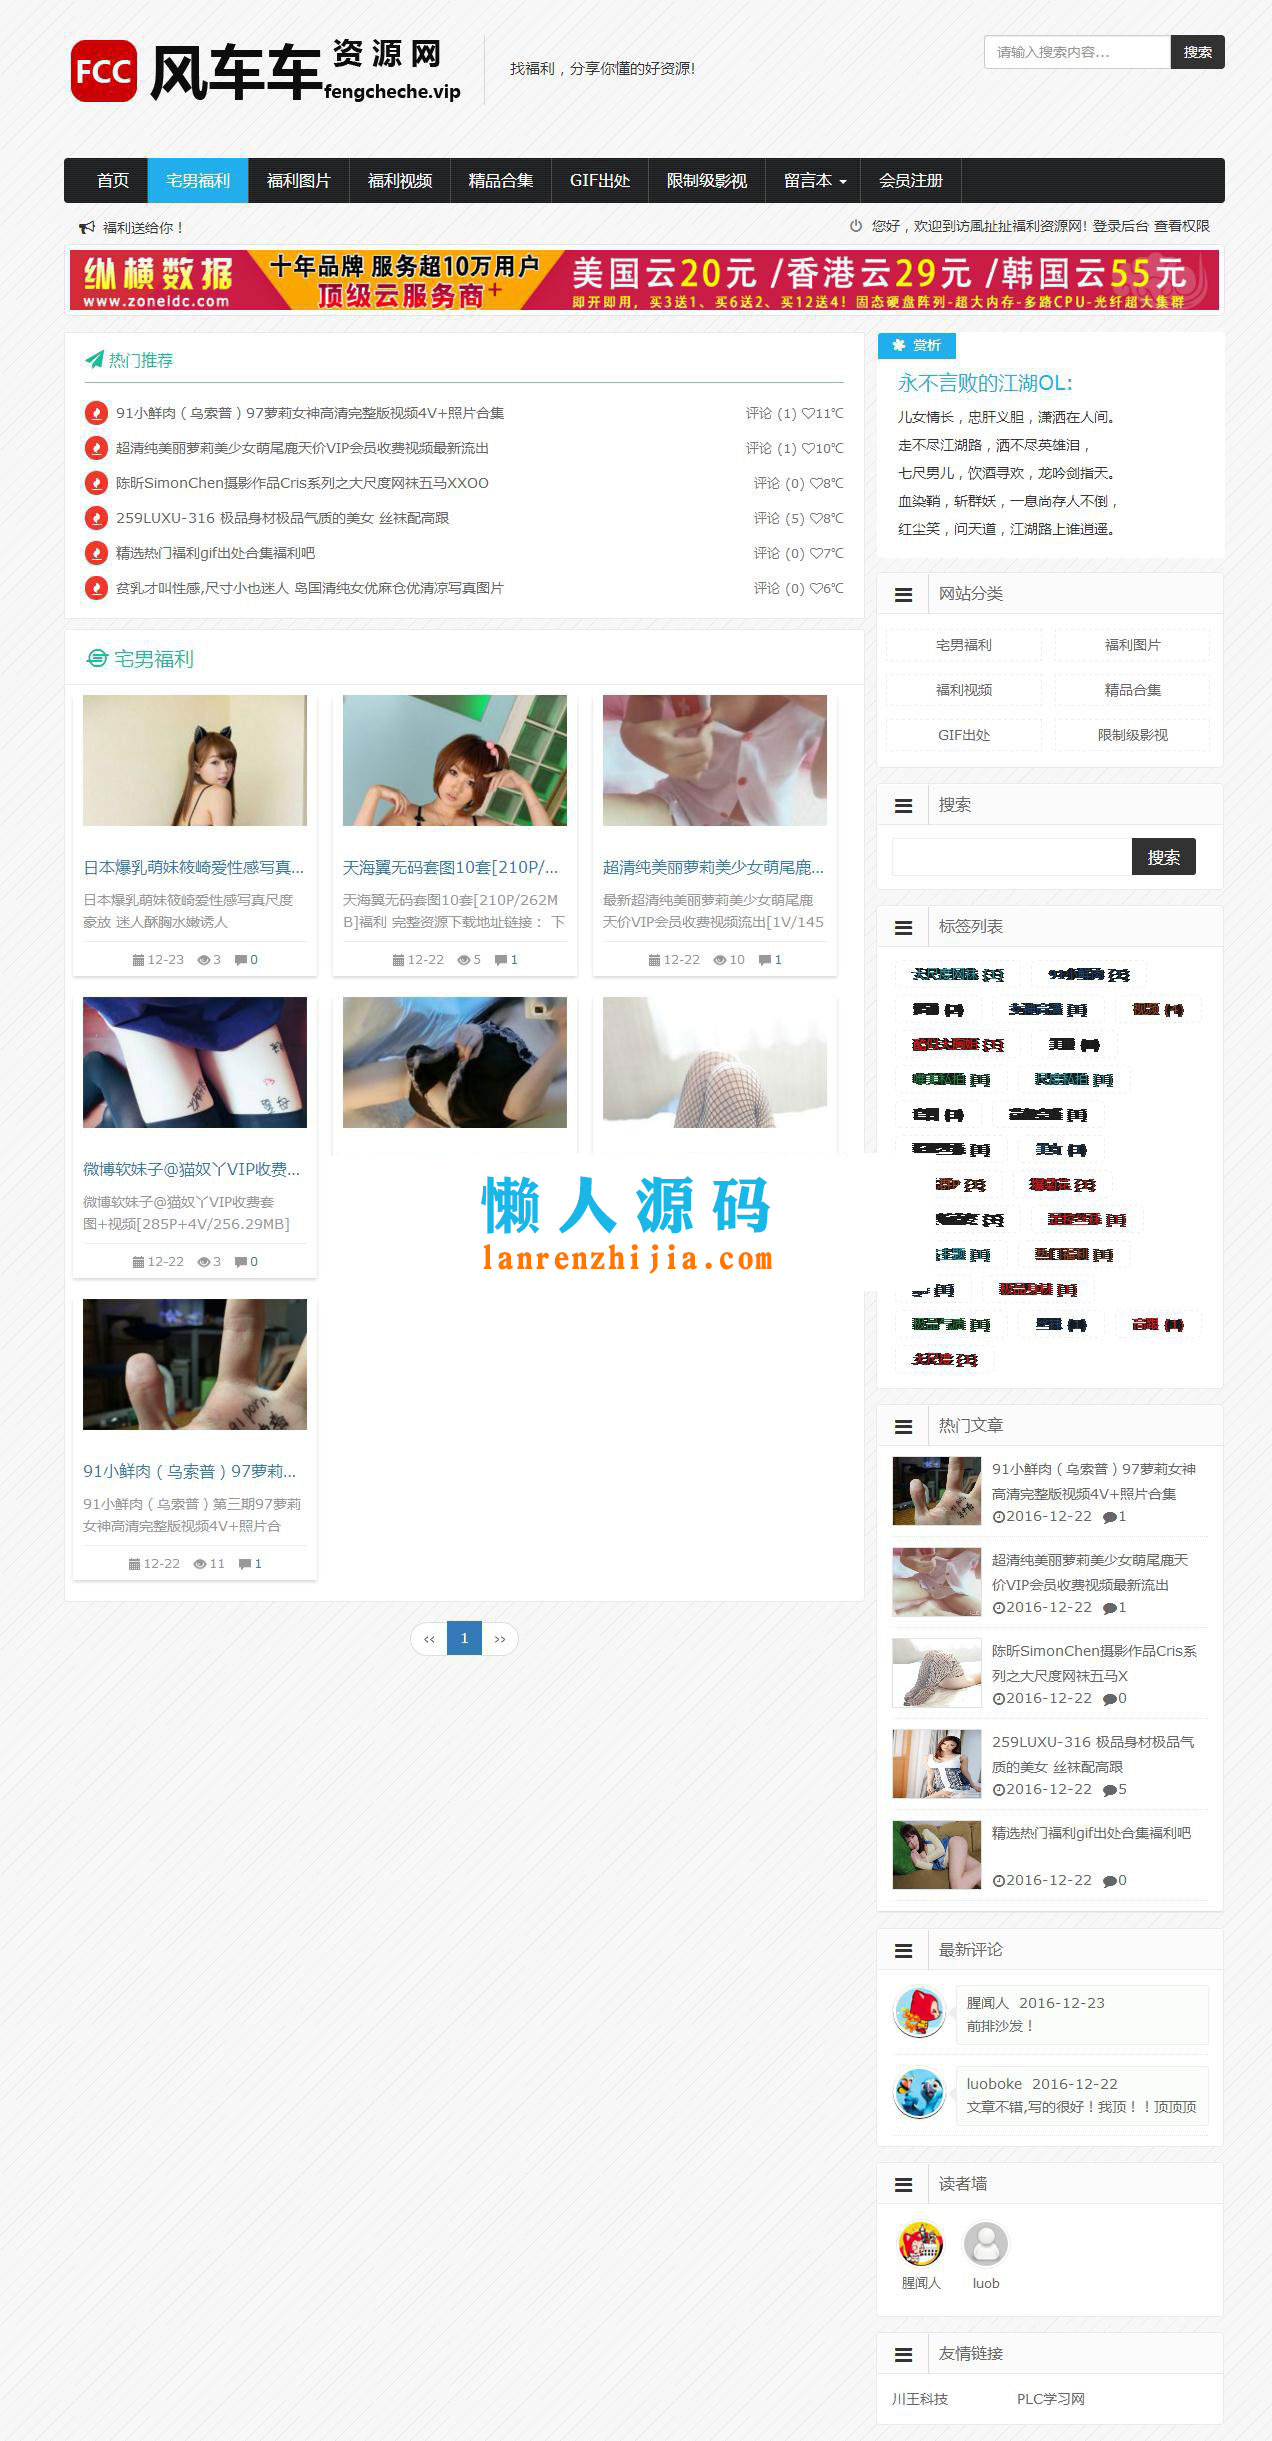 FCC 风车车 资源网
fengcheche.vip
找福利，分享你懂的好资源!
请输入搜索内容... 搜索
首页 宅男福利 福利图片 福利视频 精品合集 GIF出处 限制级影视 留言本 会员注册
福利送给你！
您好，欢迎到访風扯扯福利资源网! 登录后台 查看权限
纵横数据 十年品牌 服务超10万用户 美国云20元 /香港云29元 /韩国云55元
www.zoneidc.com 顶级云服务商+ 即开即用，买3送1、买6送2、买12送4! 固态硬盘阵列-超大内存-多路CPU-光纤超大集群
热门推荐
91小鲜肉（乌索普）97萝莉女神高清完整版视频4V+照片合集 评论 (1) ♡11℃
超清纯美丽萝莉美少女萌尾鹿天价VIP会员收费视频最新流出 评论 (1) ♡10℃
陈昕SimonChen摄影作品Cris系列之大尺度网袜五马XXOO 评论 (0) ♡8℃
259LUXU-316 极品身材极品气质的美女 丝袜配高跟 评论 (5) ♡8℃
精选热门福利gif出处合集福利吧 评论 (0) ♡7℃
贫乳才叫性感,尺寸小也迷人 岛国清纯女优麻仓优清凉写真图片 评论 (0) ♡6℃
宅男福利
日本爆乳萌妹筱崎爱性感写真...
日本爆乳萌妹筱崎爱性感写真尺度
豪放 迷人酥胸水嫩诱人
12-23 3 0
天海翼无码套图10套[210P/...
天海翼无码套图10套[210P/262M
B]福利 完整资源下载地址链接： 下
12-22 5 1
超清纯美丽萝莉美少女萌尾鹿...
最新超清纯美丽萝莉美少女萌尾鹿
天价VIP会员收费视频流出[1V/145
12-22 10 1
微博软妹子@猫奴丫VIP收费...
微博软妹子@猫奴丫VIP收费套
图+视频[285P+4V/256.29MB]
12-22 3 0
懒人源码
lanrenzhijia.com
91小鲜肉（乌索普）97萝莉...
91小鲜肉（乌索普）第三期97萝莉
女神高清完整版视频4V+照片合
12-22 11 1
‹‹ 1 ››
赏析
永不言败的江湖OL:
儿女情长，忠肝义胆，潇洒在人间。
走不尽江湖路，洒不尽英雄泪，
七尺男儿，饮酒寻欢，龙吟剑指天。
血染鞘，斩群妖，一息尚存人不倒，
红尘笑，问天道，江湖路上谁逍遥。
网站分类
宅男福利 福利图片
福利视频 精品合集
GIF出处 限制级影视
搜索
搜索
标签列表
热门文章
91小鲜肉（乌索普）97萝莉女神
高清完整版视频4V+照片合集
2016-12-22 1
超清纯美丽萝莉美少女萌尾鹿天
价VIP会员收费视频最新流出
2016-12-22 1
陈昕SimonChen摄影作品Cris系
列之大尺度网袜五马X
2016-12-22 0
259LUXU-316 极品身材极品气
质的美女 丝袜配高跟
2016-12-22 5
精选热门福利gif出处合集福利吧
2016-12-22 0
最新评论
腥闻人 2016-12-23
前排沙发！
luoboke 2016-12-22
文章不错,写的很好！我顶！！顶顶顶
读者墙
腥闻人 luob
友情链接
川王科技 PLC学习网